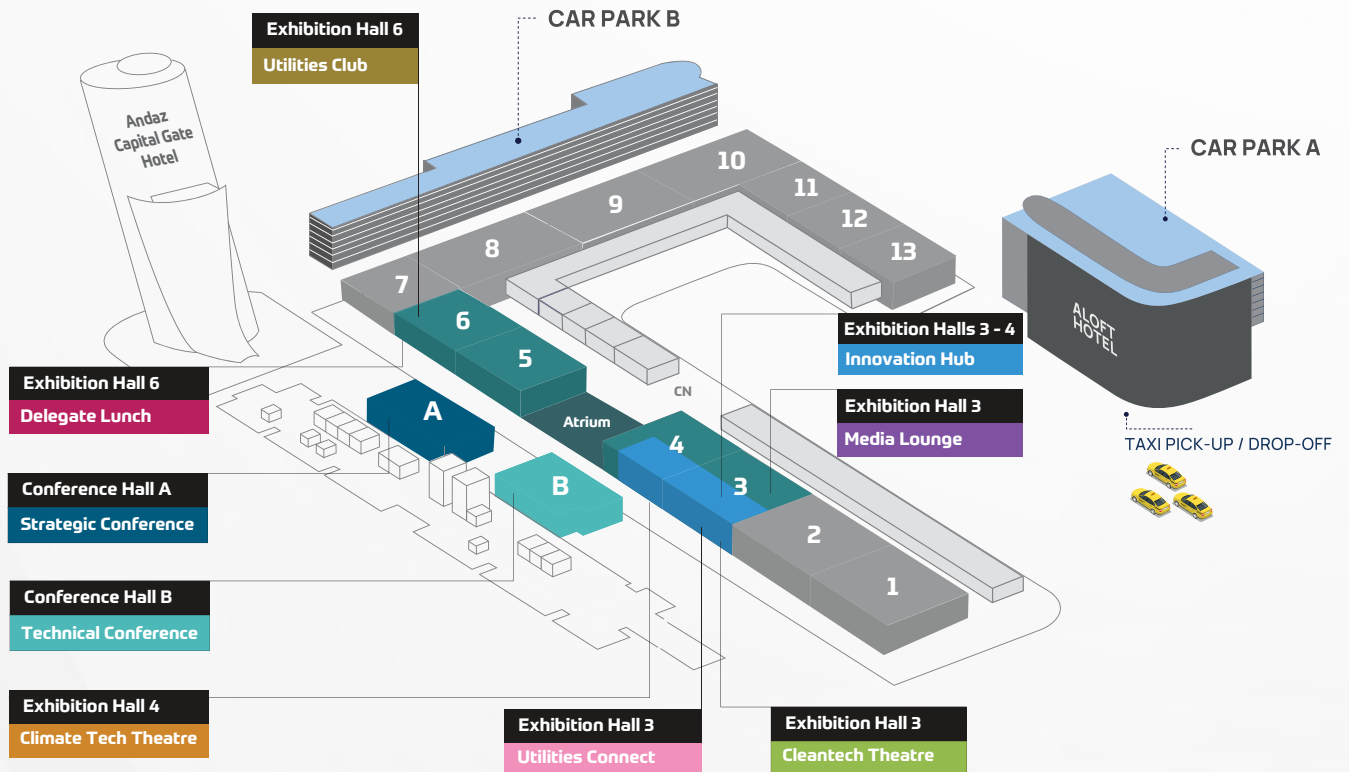 CAR PARK B
Exhibition Hall 6
Utilities Club
Andaz
Capital Gate
Hotel
10
CAR PARK A
11
9
12
8
13
7
6
ALOFT
HOTEL
Exhibition Halls 3 - 4
Innovation Hub
5
Exhibition Hall 6
Delegate Lunch
CN
A
Atrium
Exhibition Hall 3
Media Lounge
4
TAXI PICK-UP / DROP-OFF
Conference Hall A
Strategic Conference
B
3
2
1
Conference Hall B
Technical Conference
Exhibition Hall 4
Climate Tech Theatre
Exhibition Hall 3
Utilities Connect
Exhibition Hall 3
Cleantech Theatre